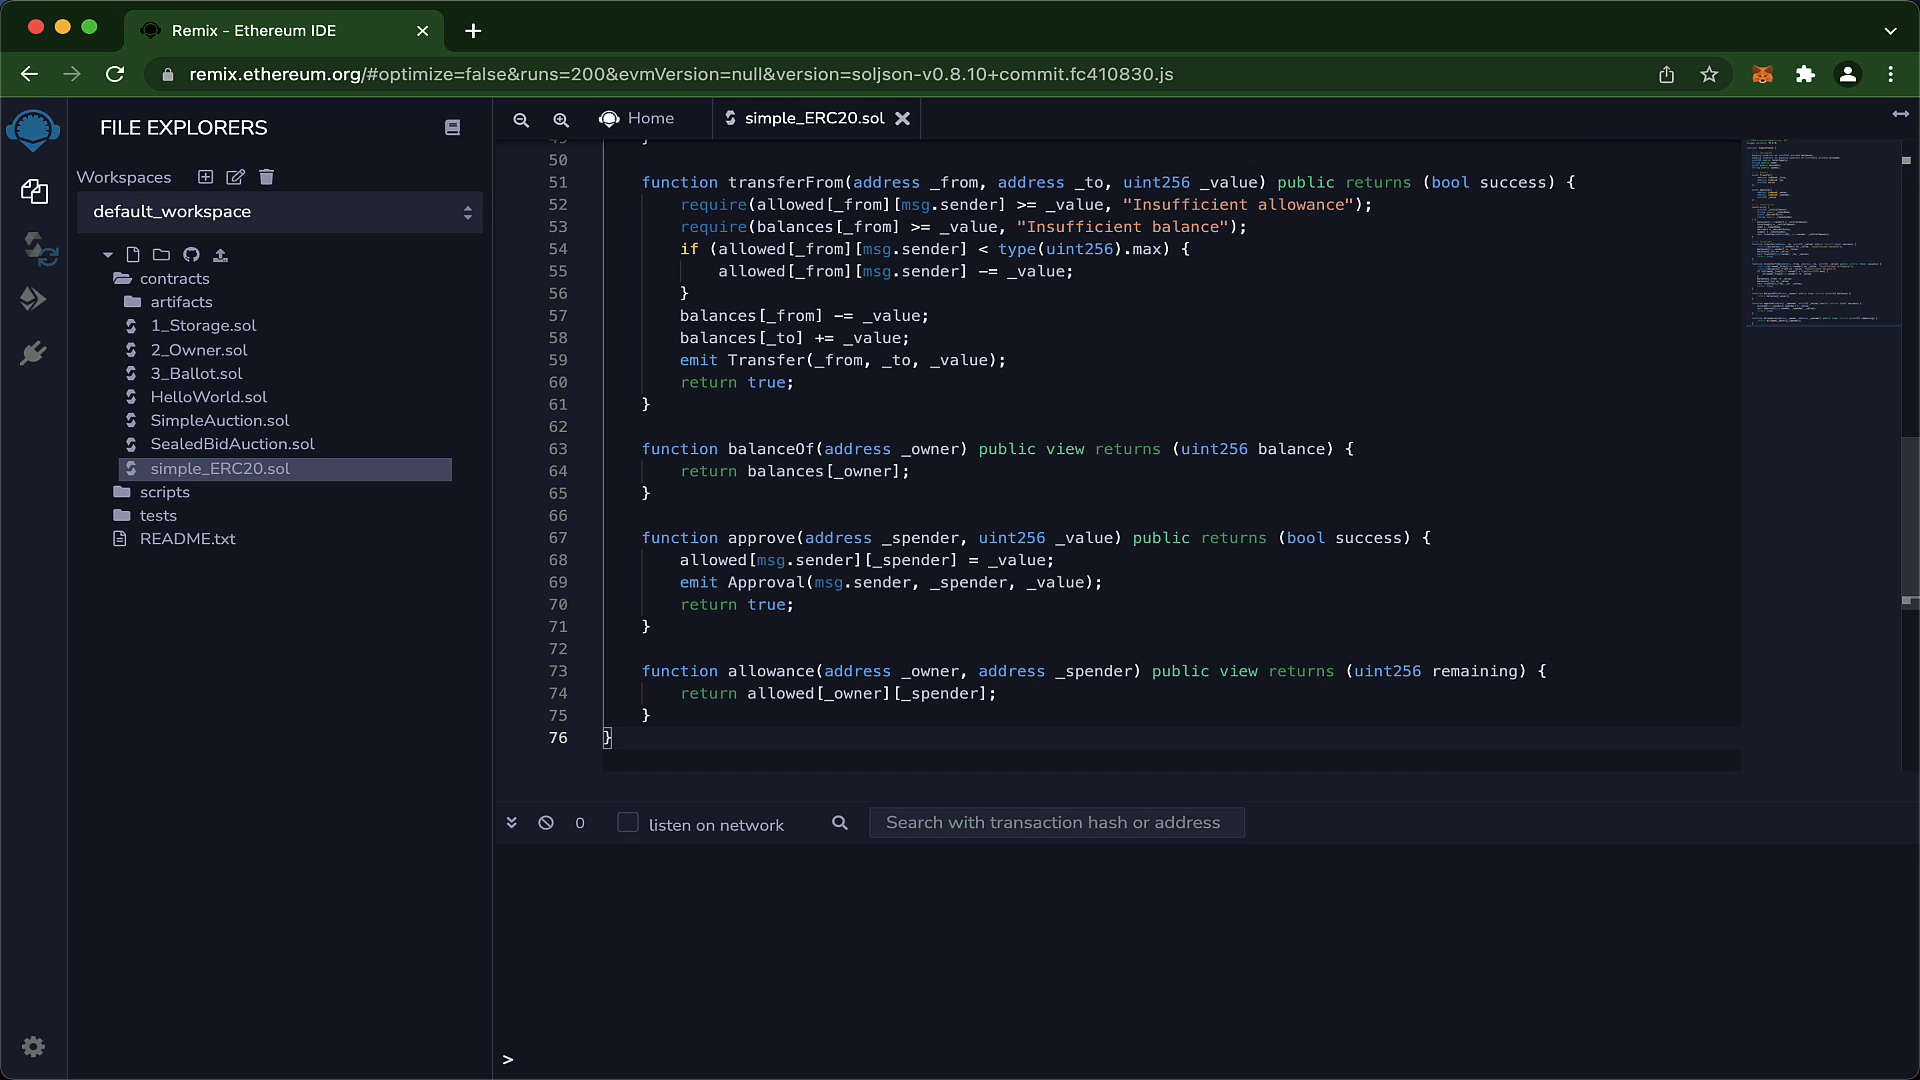 Remix - Ethereum IDE
remix.ethereum.org/#optimize=false&runs=200&evmVersion=null&version=soljson-v0.8.10+commit.fc410830.js
FILE EXPLORERS
Workspaces
default_workspace
contracts
artifacts
1_Storage.sol
2_Owner.sol
3_Ballot.sol
HelloWorld.sol
SimpleAuction.sol
SealedBidAuction.sol
simple_ERC20.sol
scripts
tests
README.txt
Home
simple_ERC20.sol
50
51 function transferFrom(address _from, address _to, uint256 _value) public returns (bool success) {
52 require(allowed[_from][msg.sender] >= _value, "Insufficient allowance");
53 require(balances[_from] >= _value, "Insufficient balance");
54 if (allowed[_from][msg.sender] < type(uint256).max) {
55 allowed[_from][msg.sender] -= _value;
56 }
57 balances[_from] -= _value;
58 balances[_to] += _value;
59 emit Transfer(_from, _to, _value);
60 return true;
61 }
62
63 function balanceOf(address _owner) public view returns (uint256 balance) {
64 return balances[_owner];
65 }
66
67 function approve(address _spender, uint256 _value) public returns (bool success) {
68 allowed[msg.sender][_spender] = _value;
69 emit Approval(msg.sender, _spender, _value);
70 return true;
71 }
72
73 function allowance(address _owner, address _spender) public view returns (uint256 remaining) {
74 return allowed[_owner][_spender];
75 }
76 }
0
listen on network
Search with transaction hash or address
>